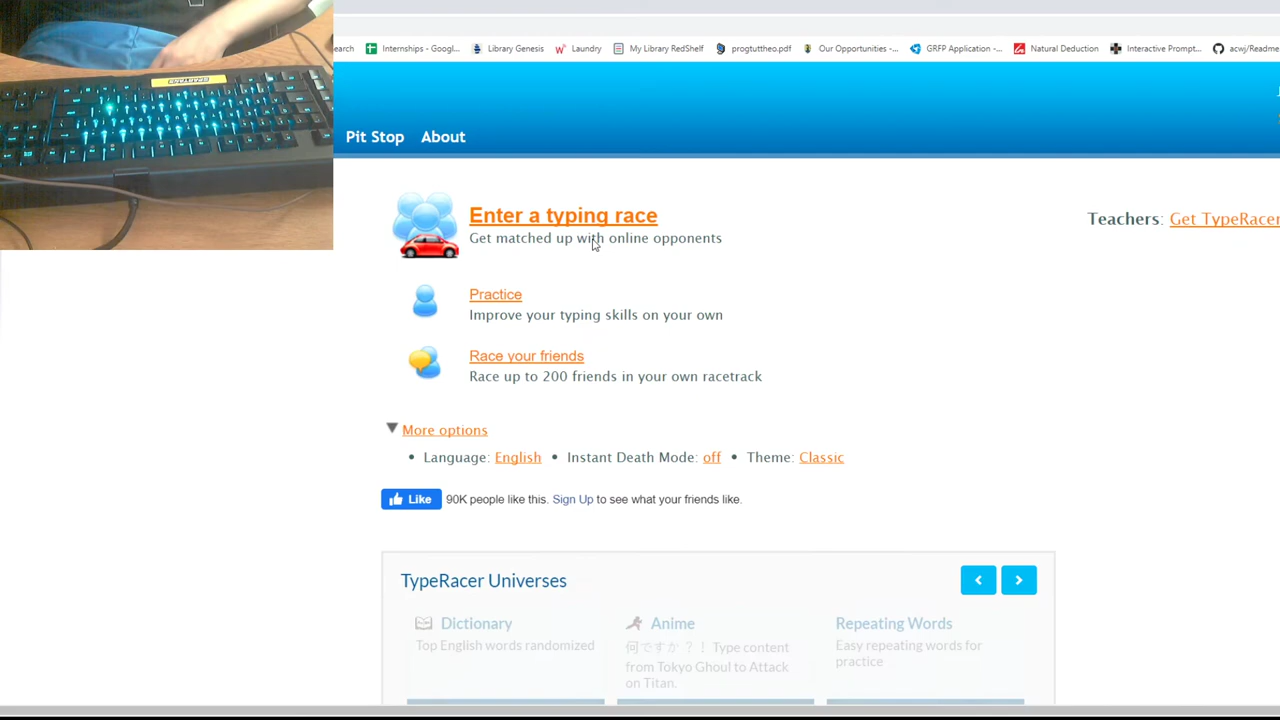 earch Internships - Googl... Library Genesis Laundry My Library RedShelf progtuttheo.pdf Our Opportunities -... GRFP Application -... Natural Deduction Interactive Prompt... acwj/Readme
Pit Stop About
Enter a typing race
Get matched up with online opponents
Teachers: Get TypeRacer
Practice
Improve your typing skills on your own
Race your friends
Race up to 200 friends in your own racetrack
▼ More options
• Language: English • Instant Death Mode: off • Theme: Classic
Like 90K people like this. Sign Up to see what your friends like.
TypeRacer Universes
Dictionary
Top English words randomized
Anime
何ですか？！ Type content
from Tokyo Ghoul to Attack
on Titan.
Repeating Words
Easy repeating words for
practice